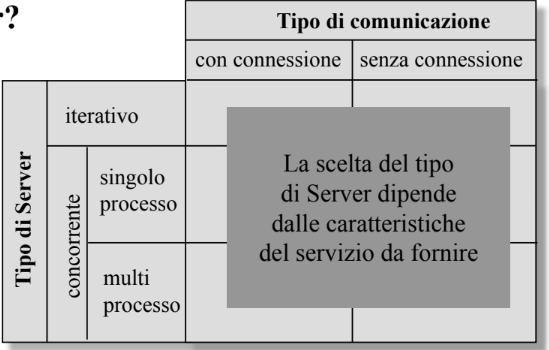 r?
Tipo di comunicazione
con connessione
senza connessione
Tipo di Server
iterativo
concorrente
singolo
processo
multi
processo
La scelta del tipo
di Server dipende
dalle caratteristiche
del servizio da fornire